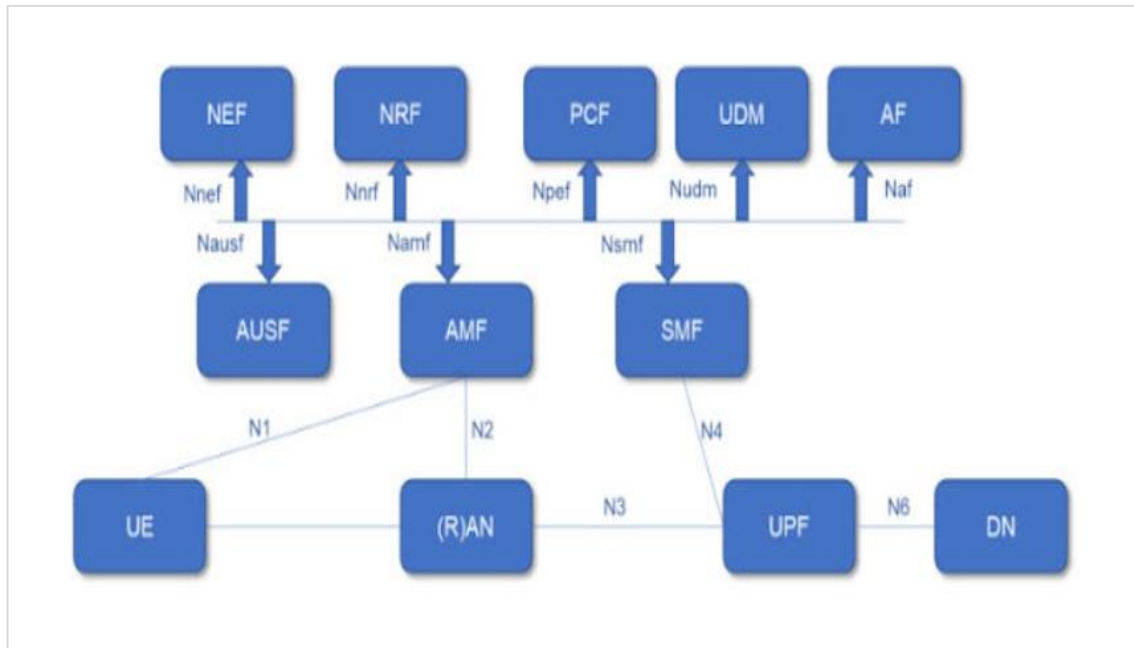 NEF NRF PCF UDM AF
Nnef Nnrf Npef Nudm Naf
Nausf Namf Nsmf
AUSF AMF SMF
N1 N2 N4
N3 N6
UE (R)AN UPF DN